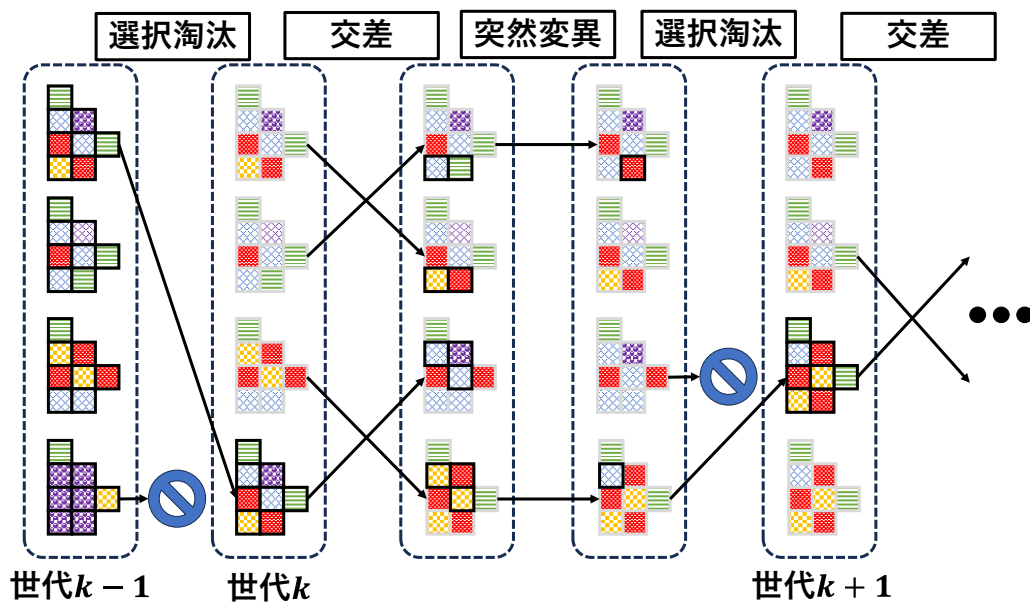 選択淘汰
交差
突然変異
選択淘汰
交差
世代k − 1
世代k
世代k + 1